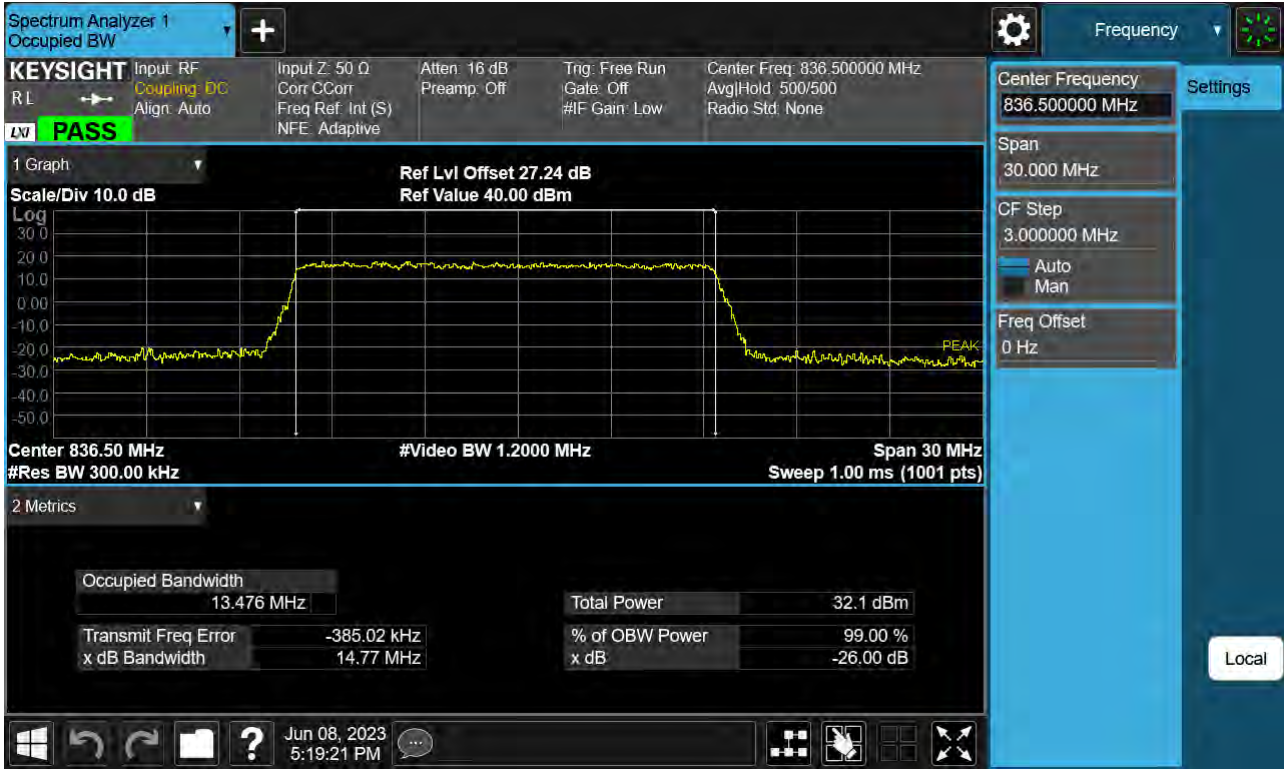 Spectrum Analyzer 1
Occupied BW
+
Frequency
KEYSIGHT
RL
LXI PASS
Input: RF
Coupling: DC
Align: Auto
Input Z: 50 Ω
Corr CCorr
Freq Ref: Int (S)
NFE: Adaptive
Atten: 16 dB
Preamp: Off
Trig: Free Run
Gate: Off
#IF Gain: Low
Center Freq: 836.500000 MHz
Avg|Hold: 500/500
Radio Std: None
1 Graph
Scale/Div 10.0 dB
Ref Lvl Offset 27.24 dB
Ref Value 40.00 dBm
Log
30.0
20.0
10.0
0.00
-10.0
-20.0
-30.0
-40.0
-50.0
PEAK
Center 836.50 MHz
#Video BW 1.2000 MHz
Span 30 MHz
#Res BW 300.00 kHz
Sweep 1.00 ms (1001 pts)
2 Metrics
Occupied Bandwidth
13.476 MHz
Total Power 32.1 dBm
Transmit Freq Error -385.02 kHz
% of OBW Power 99.00 %
x dB Bandwidth 14.77 MHz
x dB -26.00 dB
Center Frequency
836.500000 MHz
Settings
Span
30.000 MHz
CF Step
3.000000 MHz
Auto
Man
Freq Offset
0 Hz
Local
?
Jun 08, 2023
5:19:21 PM